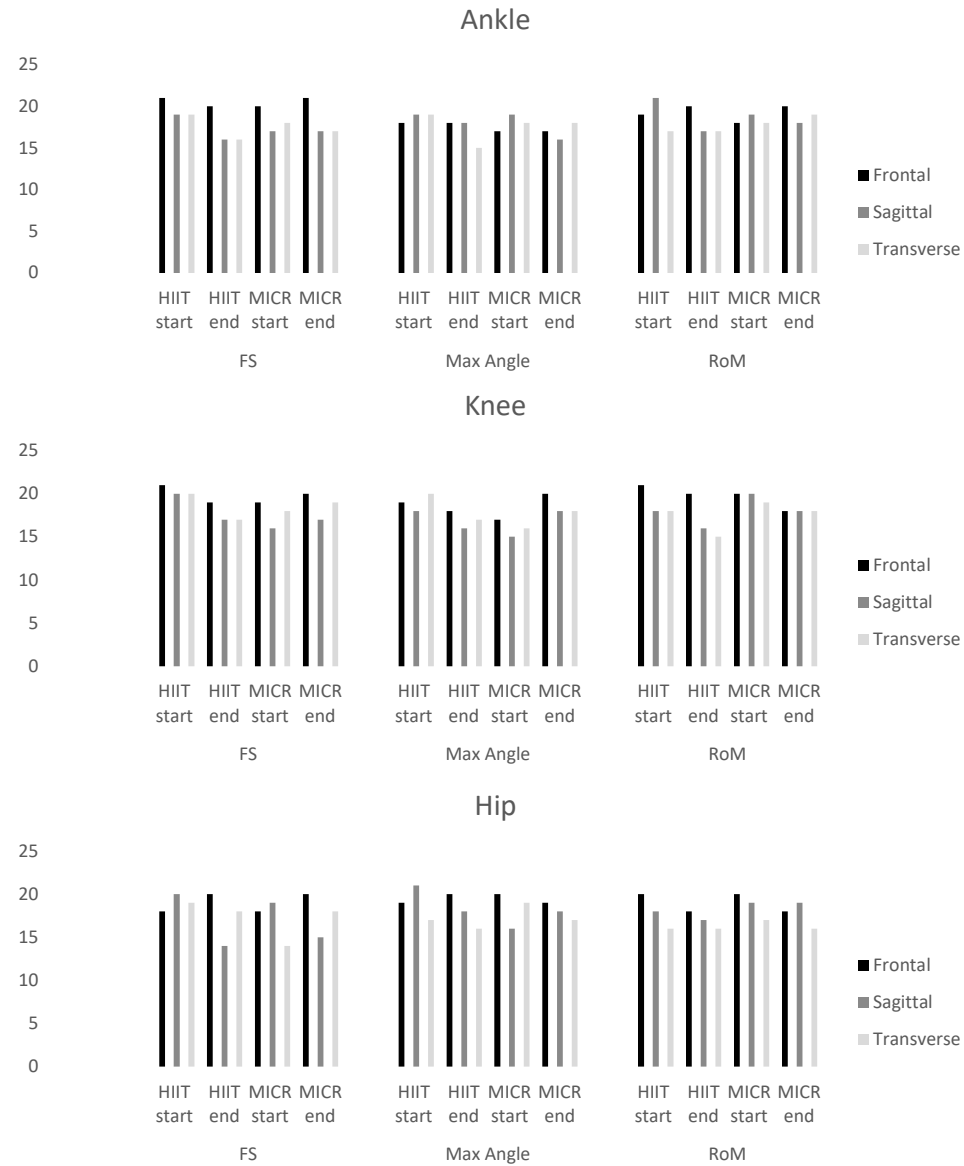 Ankle
25
20
15
10
5
0
Frontal
Sagittal
Transverse
HIIT HIIT MICR MICR HIIT HIIT MICR MICR HIIT HIIT MICR MICR
start end start end start end start end start end start end
FS Max Angle RoM
Knee
25
20
15
10
5
0
Frontal
Sagittal
Transverse
HIIT HIIT MICR MICR HIIT HIIT MICR MICR HIIT HIIT MICR MICR
start end start end start end start end start end start end
FS Max Angle RoM
Hip
25
20
15
10
5
0
Frontal
Sagittal
Transverse
HIIT HIIT MICR MICR HIIT HIIT MICR MICR HIIT HIIT MICR MICR
start end start end start end start end start end start end
FS Max Angle RoM